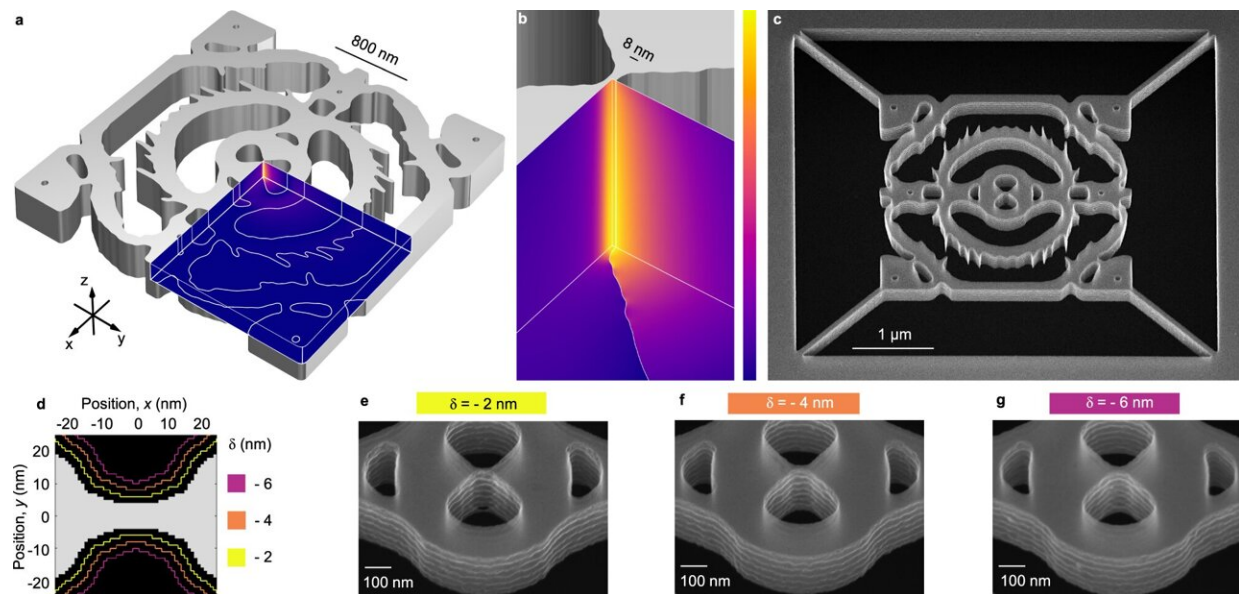 a
800 nm
z
x
y
b
8 nm
c
1 µm
d
Position, x (nm)
-20 -10 0 10 20
Position, y (nm)
20
10
0
-10
-20
δ (nm)
- 6
- 4
- 2
e
δ = - 2 nm
100 nm
f
δ = - 4 nm
100 nm
g
δ = - 6 nm
100 nm